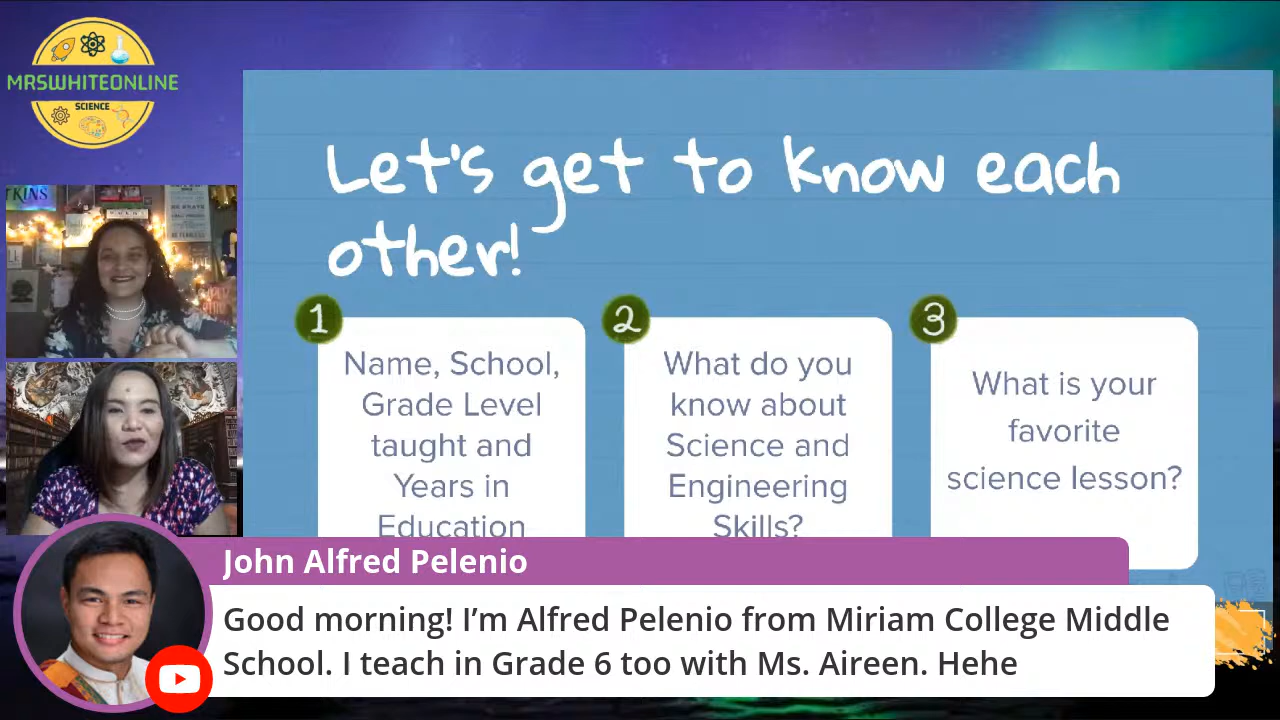 MRSWHITEONLINE
SCIENCE
Let's get to know each
other!
1
Name, School,
Grade Level
taught and
Years in
Education
2
What do you
know about
Science and
Engineering
Skills?
3
What is your
favorite
science lesson?
John Alfred Pelenio
Good morning! I’m Alfred Pelenio from Miriam College Middle
School. I teach in Grade 6 too with Ms. Aireen. Hehe